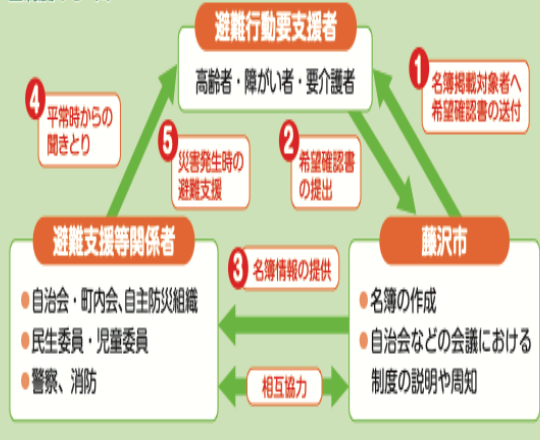 避難行動要支援者
高齢者・障がい者・要介護者
1
名簿掲載対象者へ
希望確認書の送付
4
平常時からの
聞きとり
5
災害発生時の
避難支援
2
希望確認書
の提出
避難支援等関係者
自治会・町内会、自主防災組織
民生委員・児童委員
警察、消防
3
名簿情報の提供
相互協力
藤沢市
名簿の作成
自治会などの会議における
制度の説明や周知